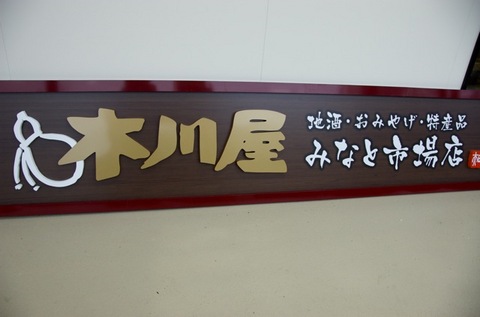 木川屋
地酒・おみやげ・特産品
みなと市場店